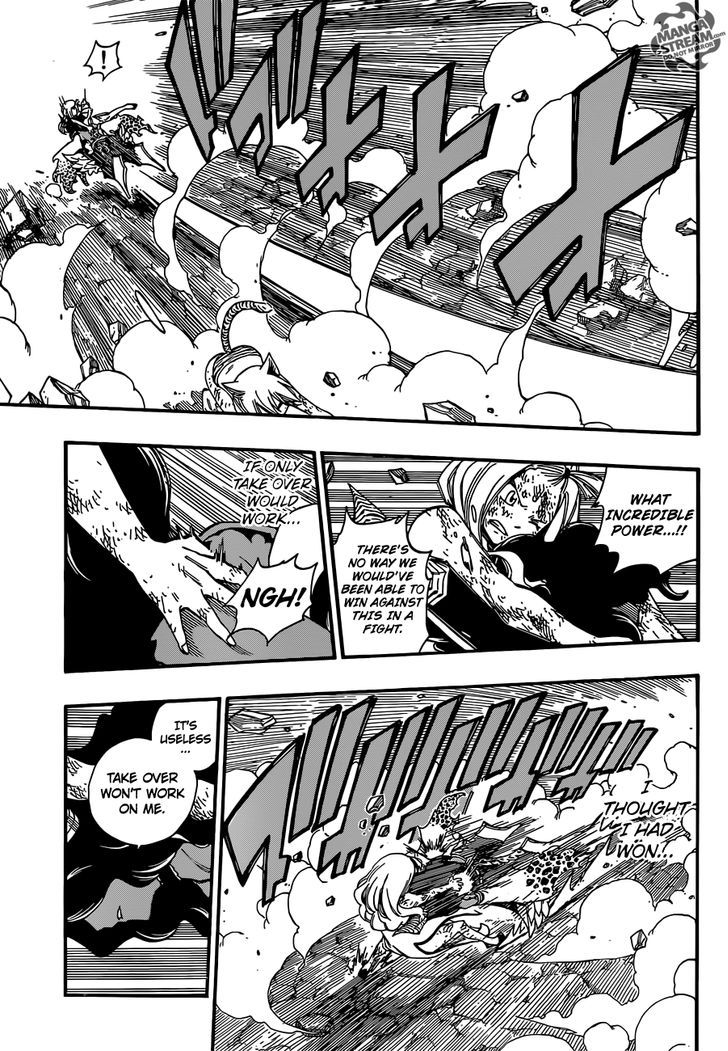 MANGA
STREAM.com
DO NOT MIRROR
!
WHAT
INCREDIBLE
POWER...!!
THERE'S
NO WAY WE
WOULD'VE
BEEN ABLE TO
WIN AGAINST
THIS IN A
FIGHT.
IF ONLY
TAKE OVER
WOULD
WORK...
NGH!
I
THOUGHT
I HAD
WON...
IT'S
USELESS
...
TAKE OVER
WON'T WORK
ON ME.